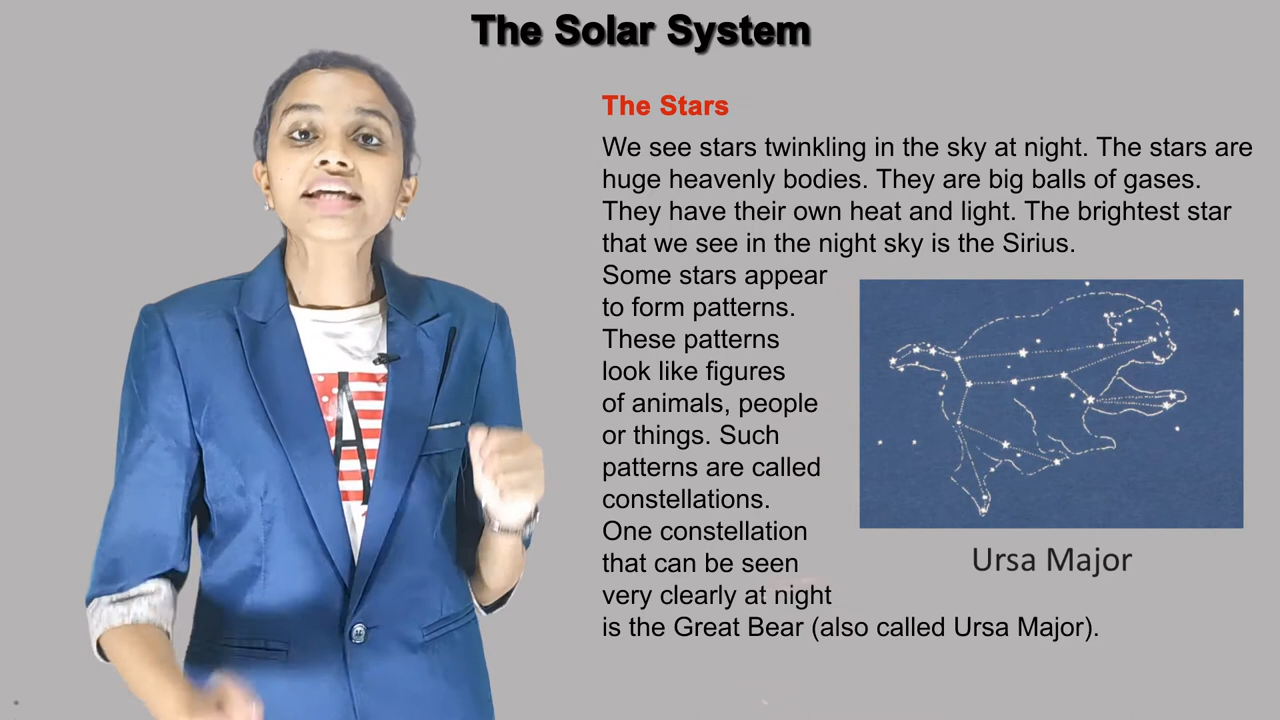 The Solar System
The Stars
We see stars twinkling in the sky at night. The stars are
huge heavenly bodies. They are big balls of gases.
They have their own heat and light. The brightest star
that we see in the night sky is the Sirius.
Some stars appear
to form patterns.
These patterns
look like figures
of animals, people
or things. Such
patterns are called
constellations.
One constellation
that can be seen
very clearly at night
is the Great Bear (also called Ursa Major).
Ursa Major
A